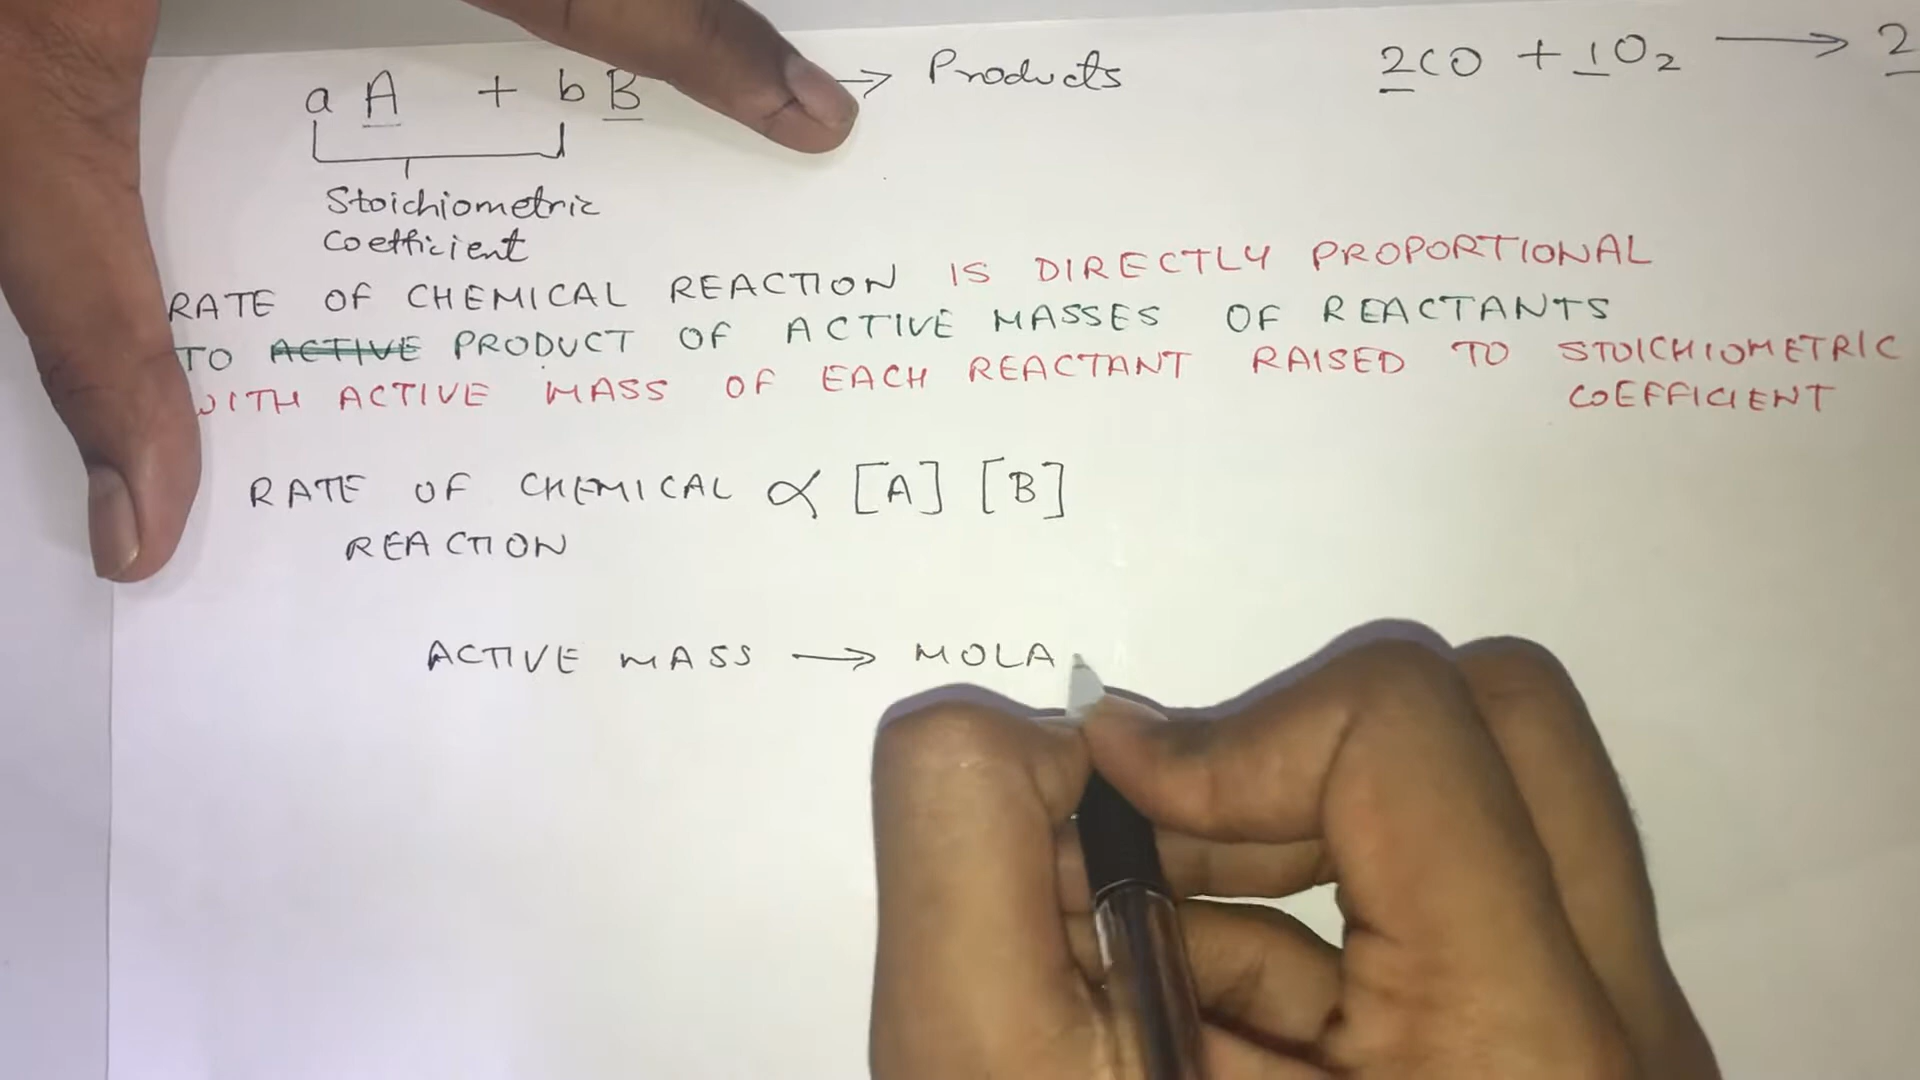 aA + bB → Products
2CO + 1O₂ → 2
Stoichiometric
Coefficient
RATE OF CHEMICAL REACTION IS DIRECTLY PROPORTIONAL
TO ACTIVE PRODUCT OF ACTIVE MASSES OF REACTANTS
WITH ACTIVE MASS OF EACH REACTANT RAISED TO STOICHIOMETRIC
COEFFICIENT
RATE OF CHEMICAL ∝ [A] [B]
REACTION
ACTIVE MASS → MOLA